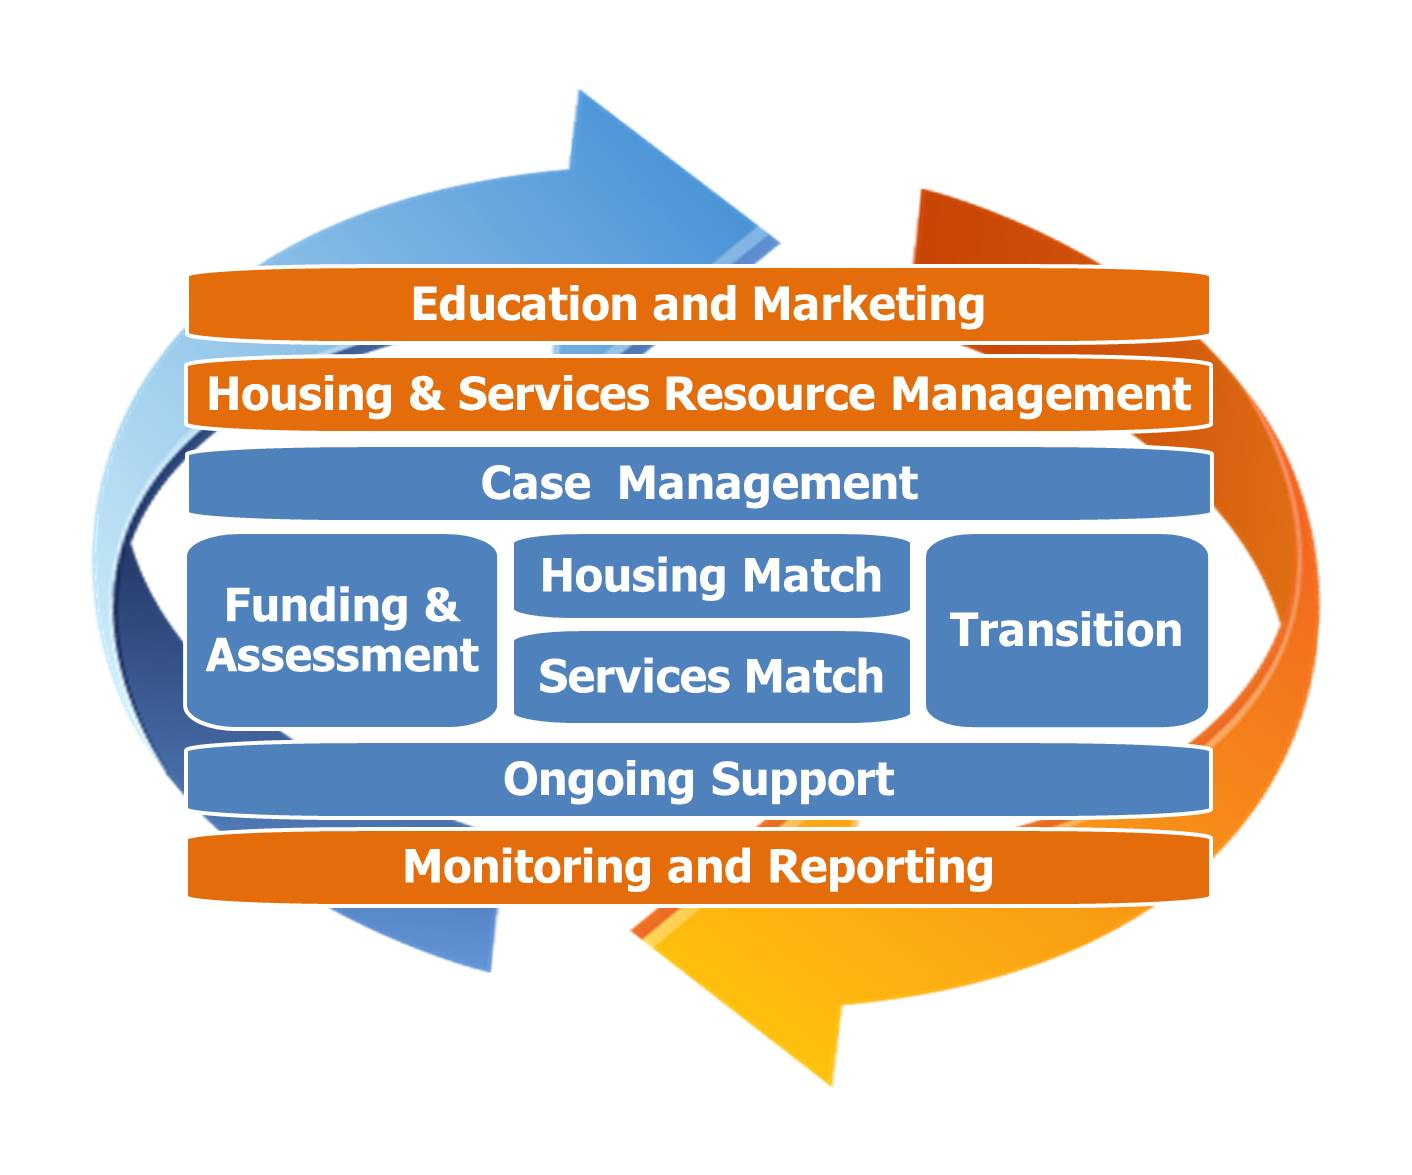 Education and Marketing
Housing & Services Resource Management
Case  Management
Funding &
Assessment
Housing Match
Services Match
Transition
Ongoing Support
Monitoring and Reporting